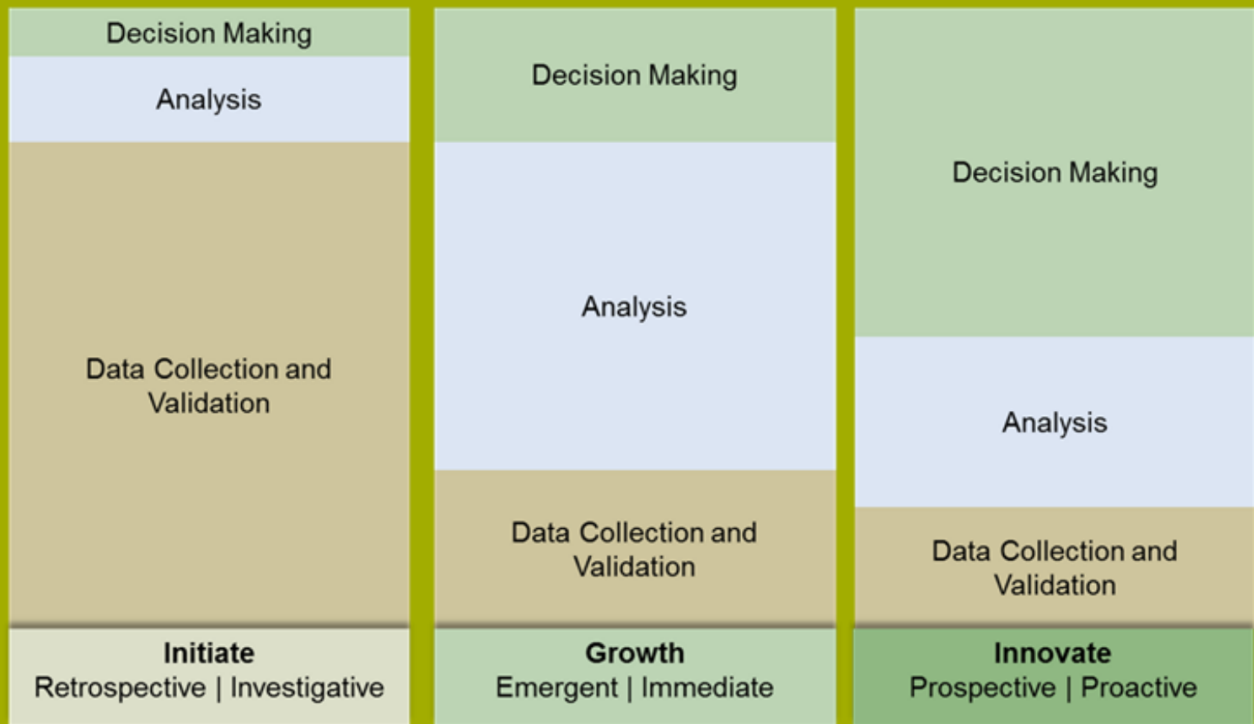 Decision Making
Analysis
Data Collection and
Validation
Initiate
Retrospective | Investigative
Decision Making
Analysis
Data Collection and
Validation
Growth
Emergent | Immediate
Decision Making
Analysis
Data Collection and
Validation
Innovate
Prospective | Proactive